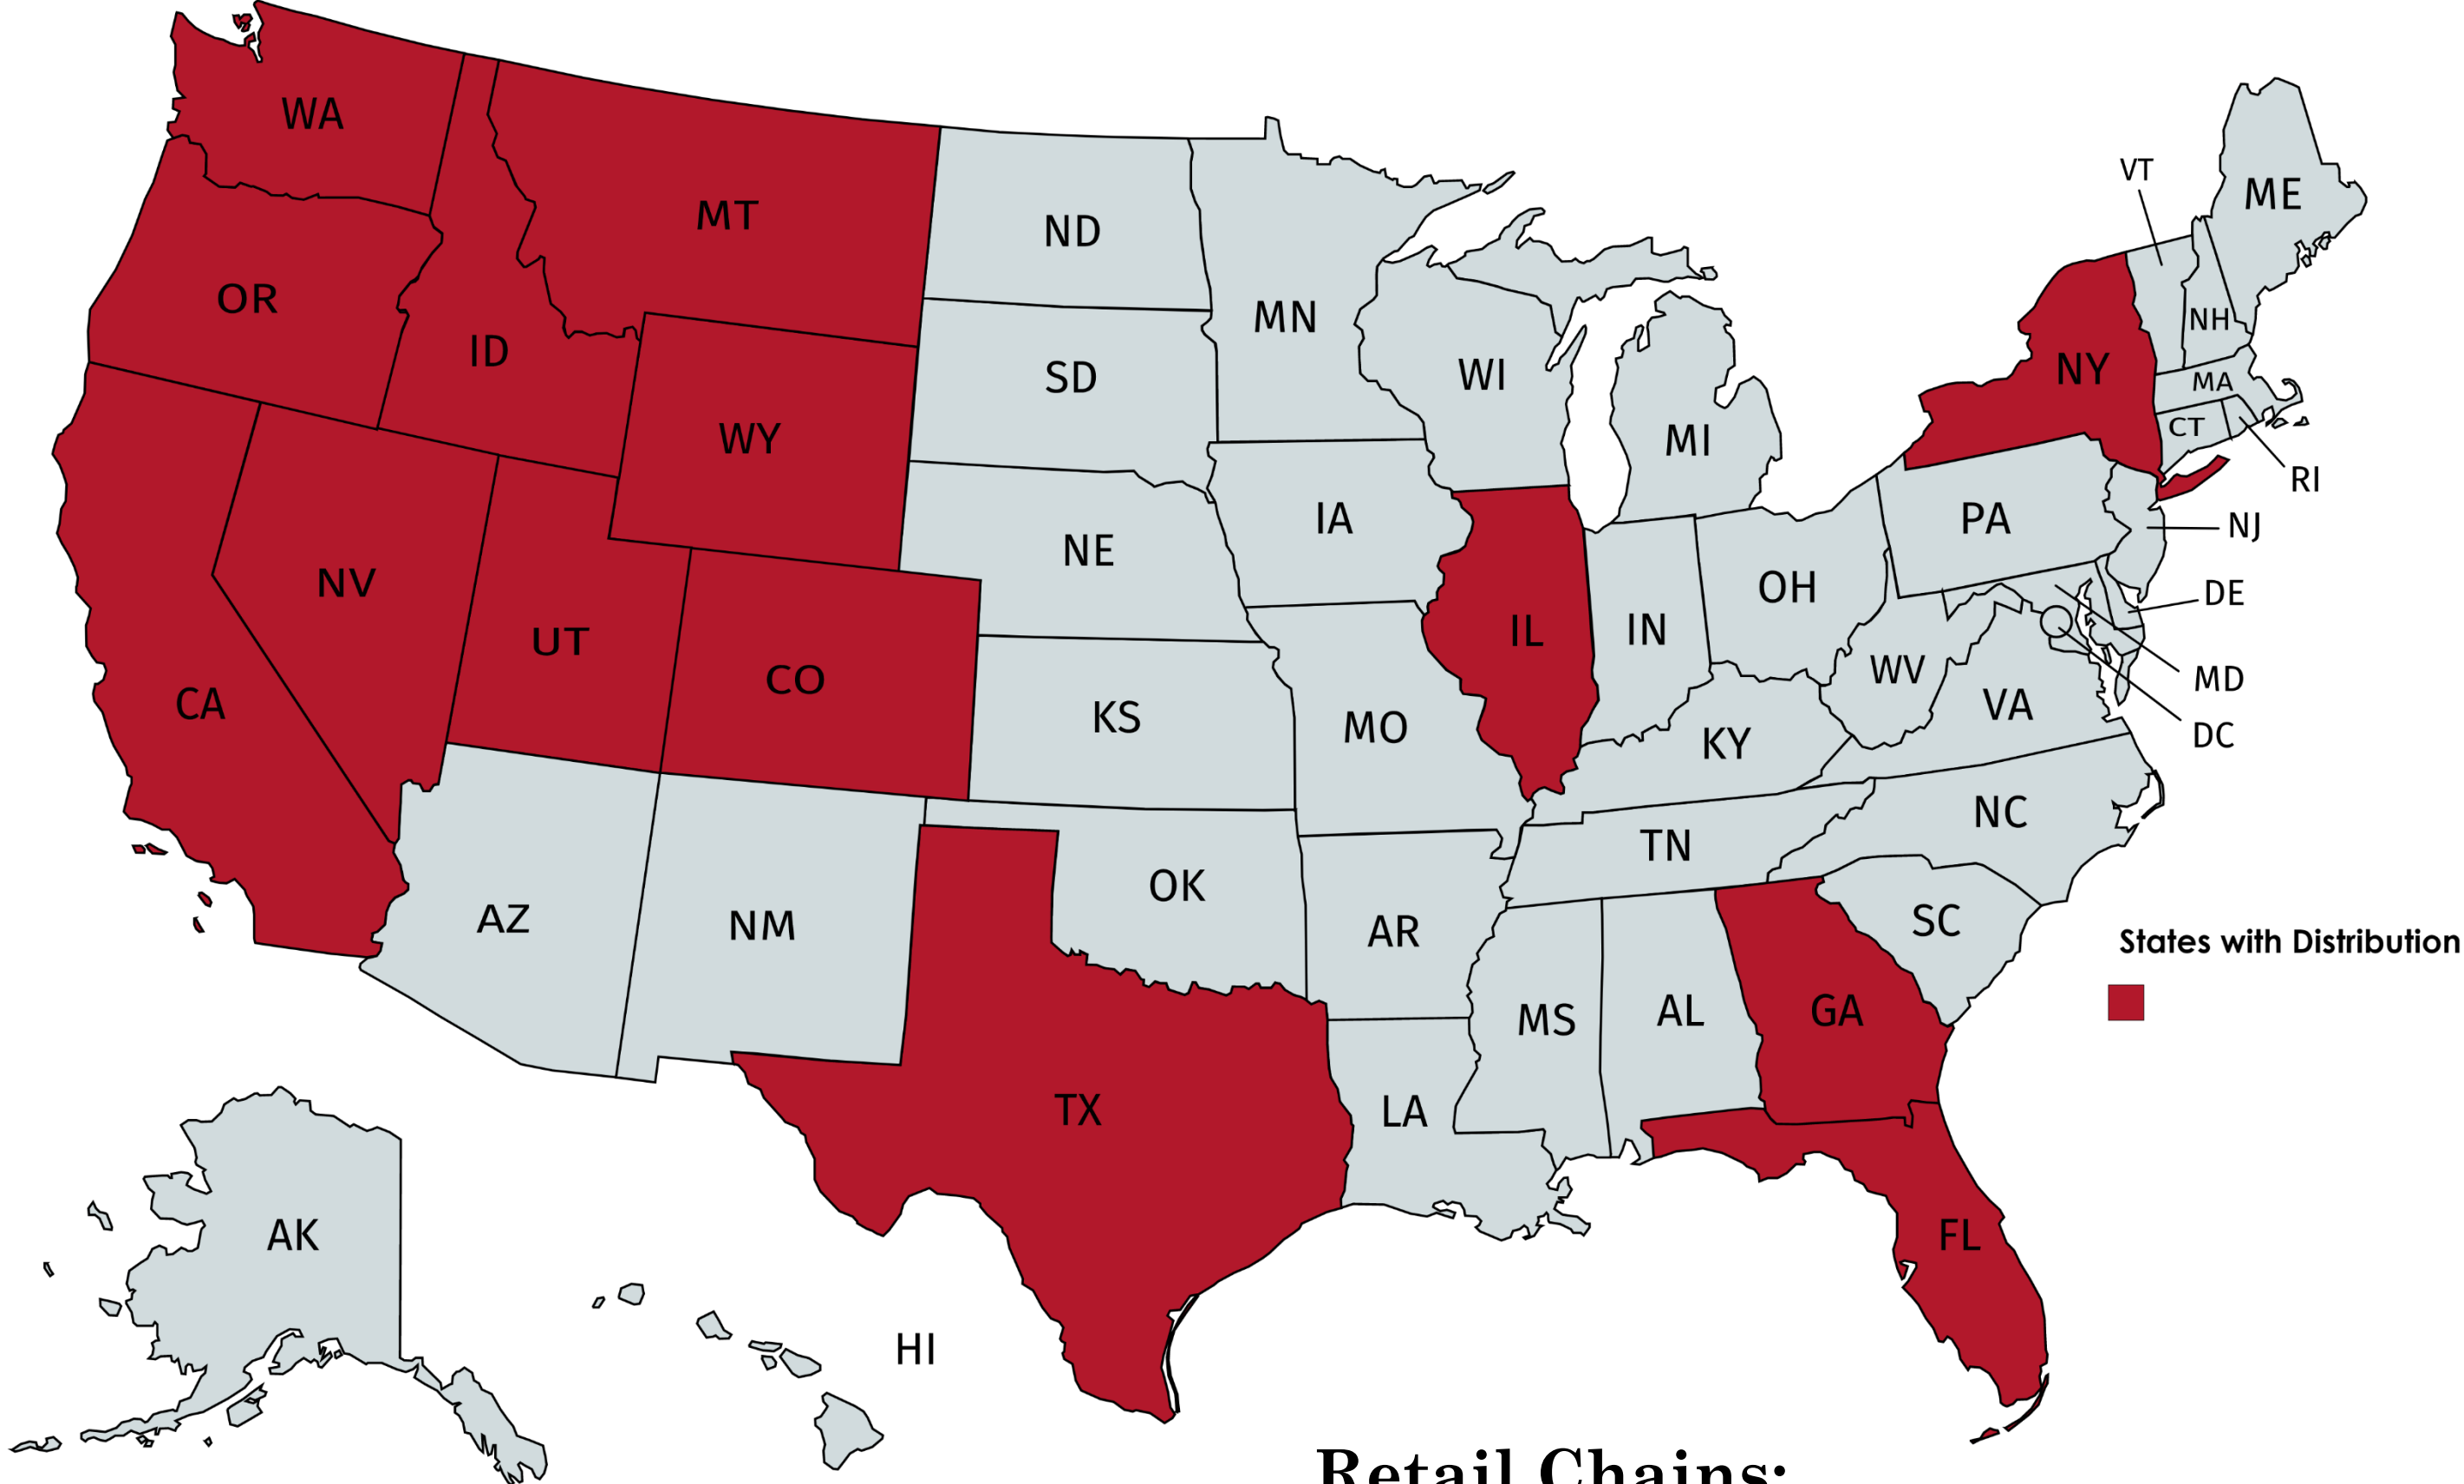 WA
MT
ND
MN
VT
ME
OR
ID
SD
WI
NH
WY
MI
NY
MA
CT
RI
NV
NE
IA
PA
NJ
UT
OH
DE
CA
CO
KS
MO
IL
IN
WV
VA
MD
DC
KY
AZ
NM
OK
AR
TN
NC
SC
States with Distribution
MS
AL
GA
TX
LA
AK
FL
HI
Retail Chains: